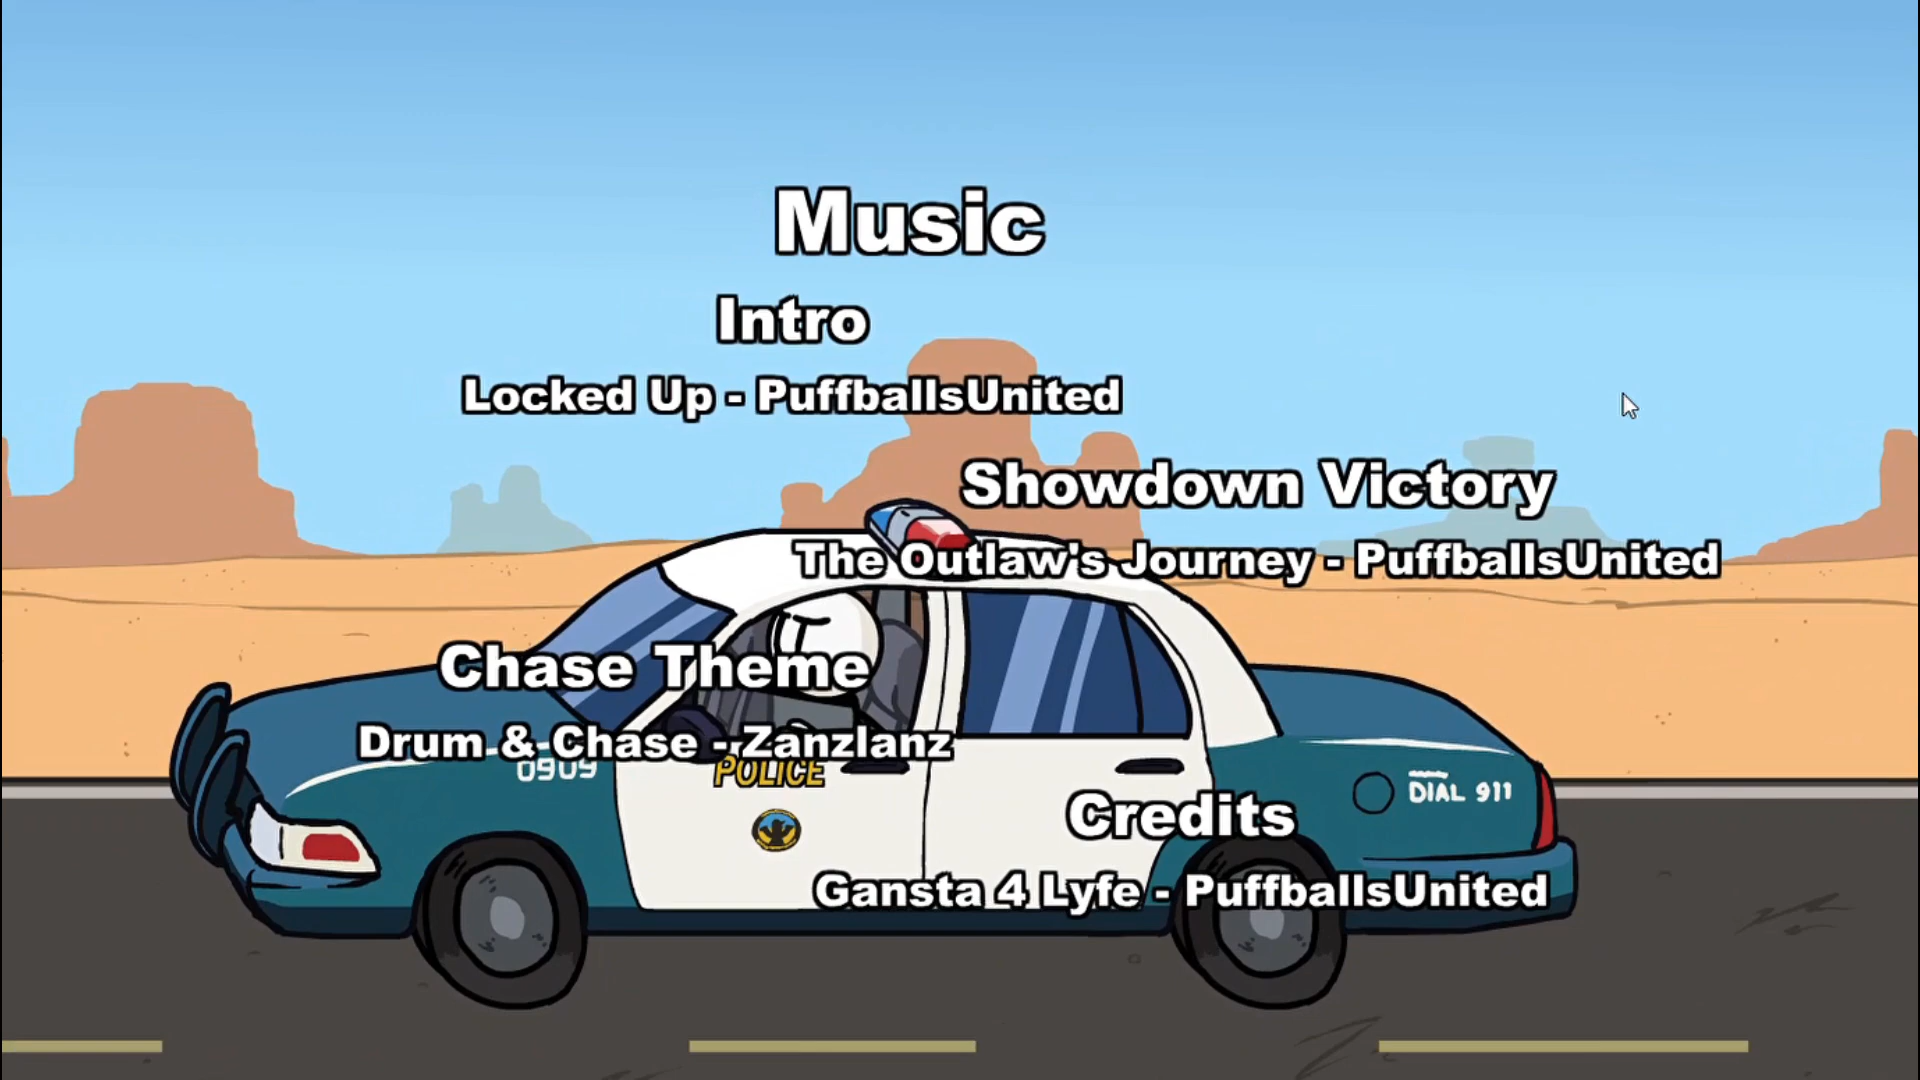 Music
Intro
Locked Up - PuffballsUnited
Showdown Victory
The Outlaw's Journey - PuffballsUnited
Chase Theme
Drum & Chase - Zanzlanz
0909
POLICE
DIAL 911
Credits
Gansta 4 Lyfe - PuffballsUnited